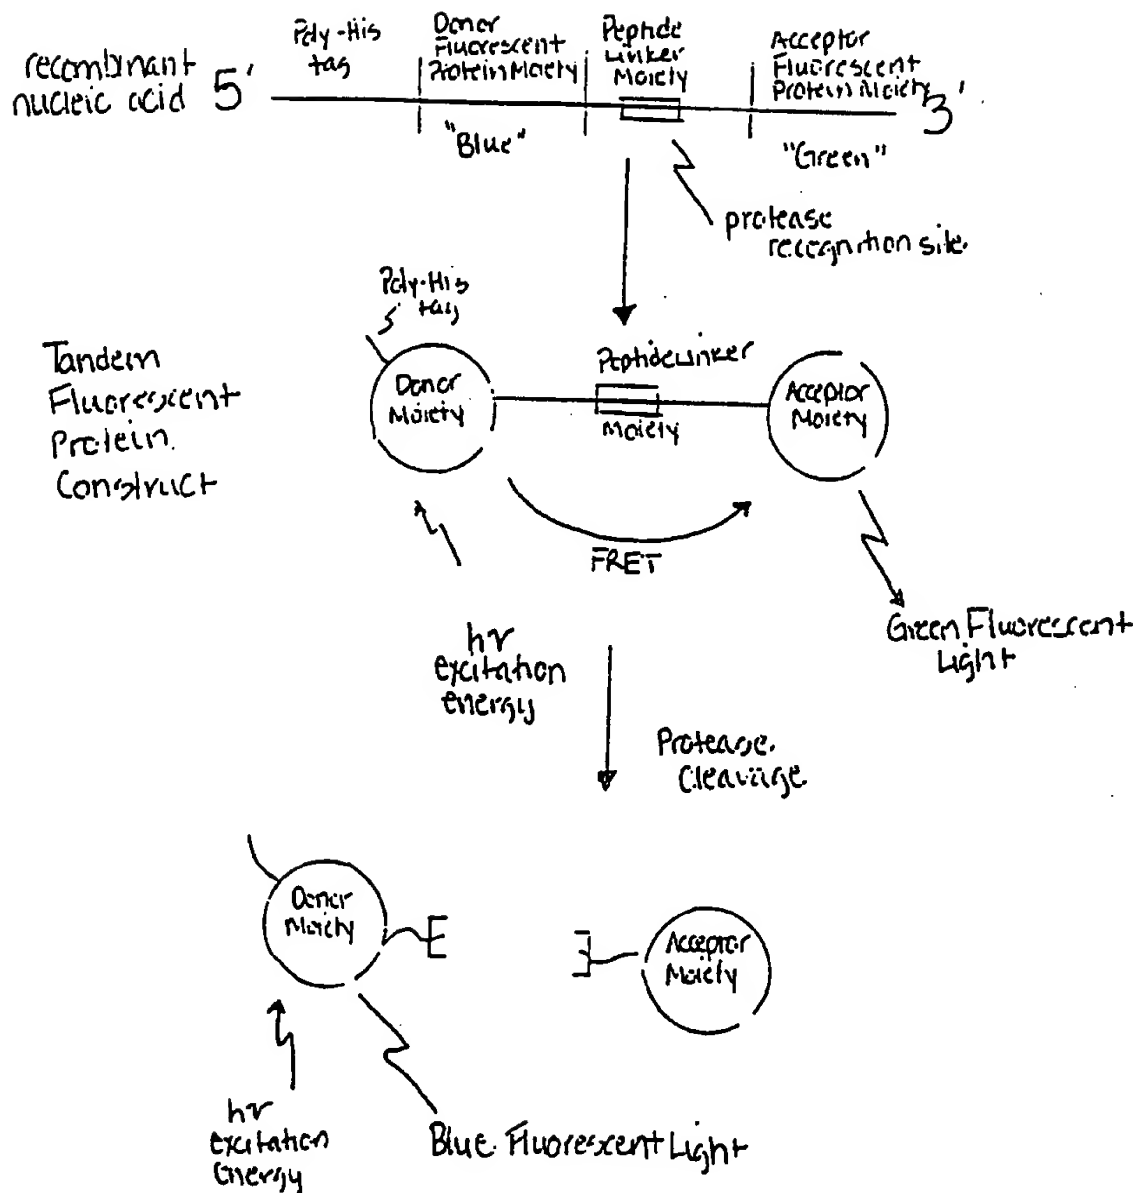 recombinant
nucleic acid
5'
Poly-His
tag
Donor
Fluorescent
Protein Moiety
Peptide
Linker
Moiety
Acceptor
Fluorescent
Protein Moiety
3'
"Blue"
"Green"
protease
recognition site.
Poly-His
tag
Tandem
Fluorescent
Protein.
Construct
Donor
Moiety
Peptide Linker
Moiety
Acceptor
Moiety
FRET
hν
excitation
energy
Green Fluorescent
Light
Protease.
Cleavage.
Donor
Moiety
Acceptor
Moiety
hν
excitation
Energy
Blue. Fluorescent Light